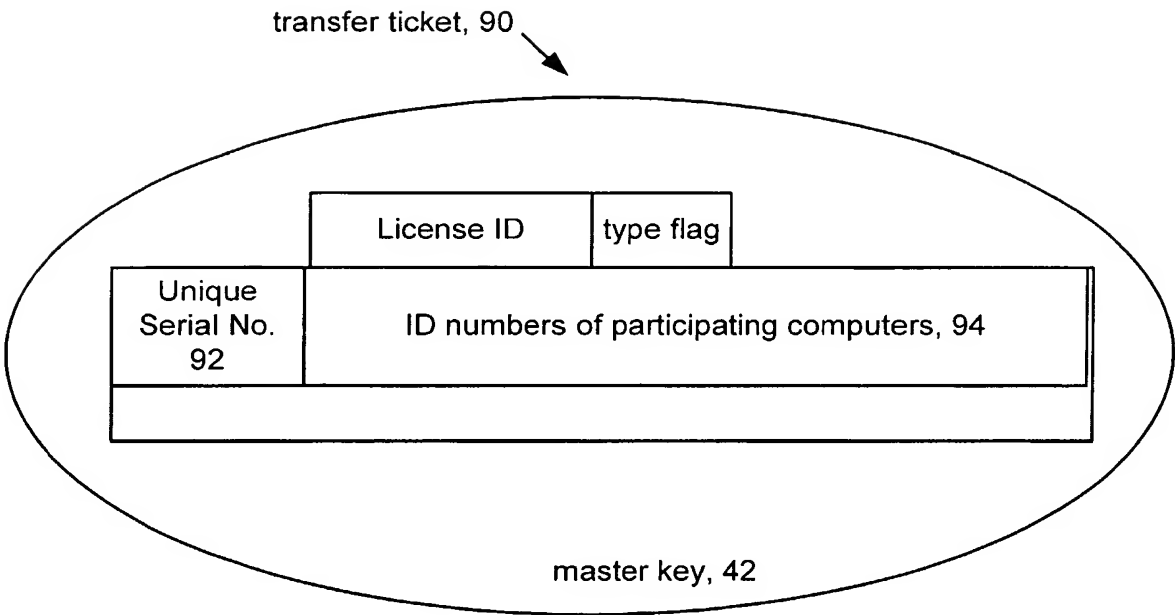 transfer ticket, 90
License ID
type flag
Unique
Serial No.
92
ID numbers of participating computers, 94
master key, 42